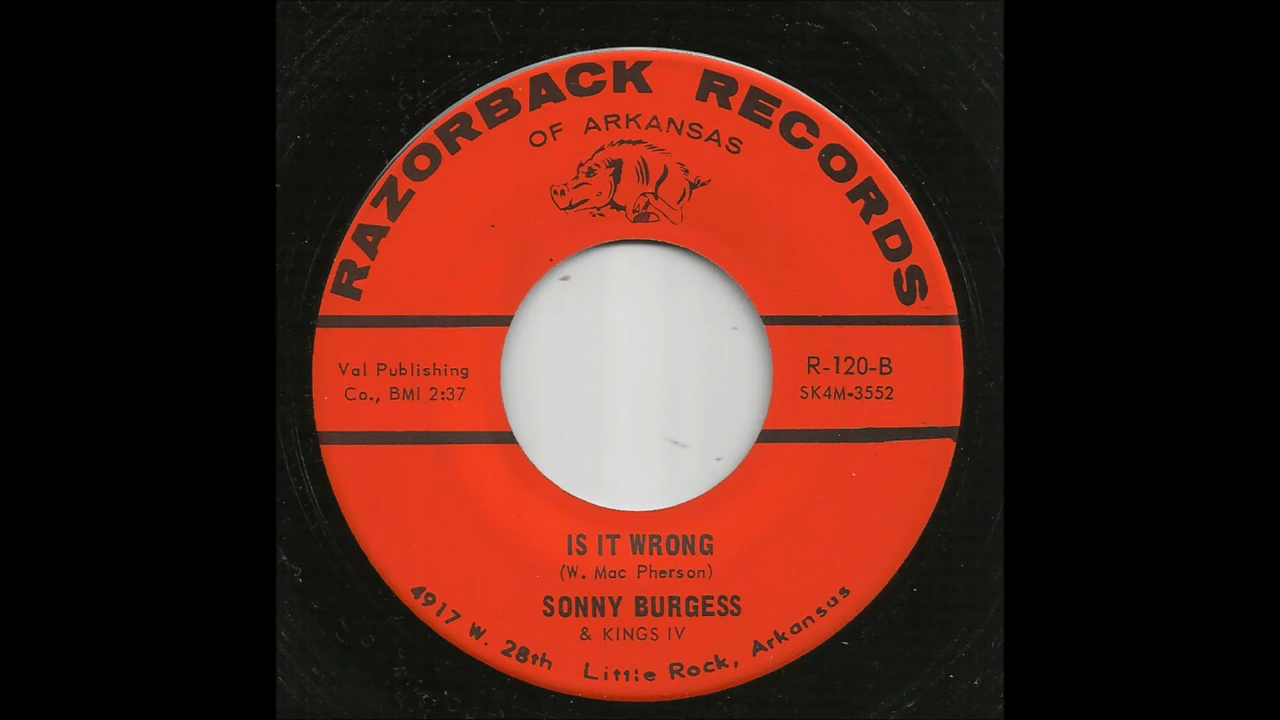 RAZORBACK RECORDS
OF ARKANSAS
Val Publishing
Co., BMI 2:37
R-120-B
SK4M-3552
IS IT WRONG
(W. Mac Pherson)
SONNY BURGESS
& KINGS IV
4917 W. 28th Little Rock, Arkansas